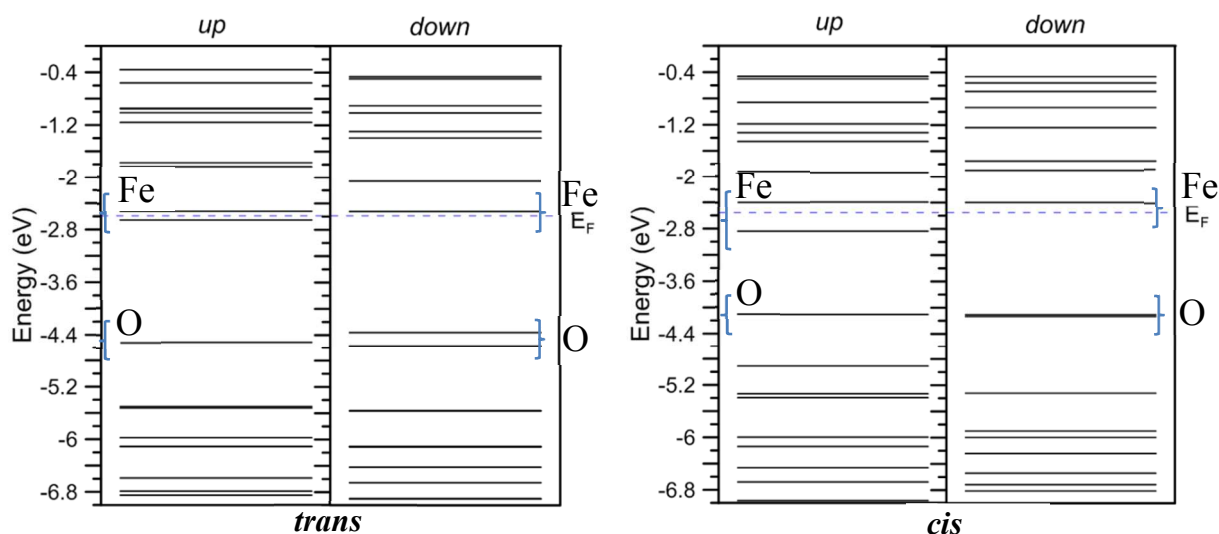 up down
-0.4
-1.2
-2
-2.8
-3.6
-4.4
-5.2
-6
-6.8
Energy (eV)
Fe
Fe
E_F
O
O
trans
up down
-0.4
-1.2
-2
-2.8
-3.6
-4.4
-5.2
-6
-6.8
Energy (eV)
Fe
Fe
E_F
O
O
cis